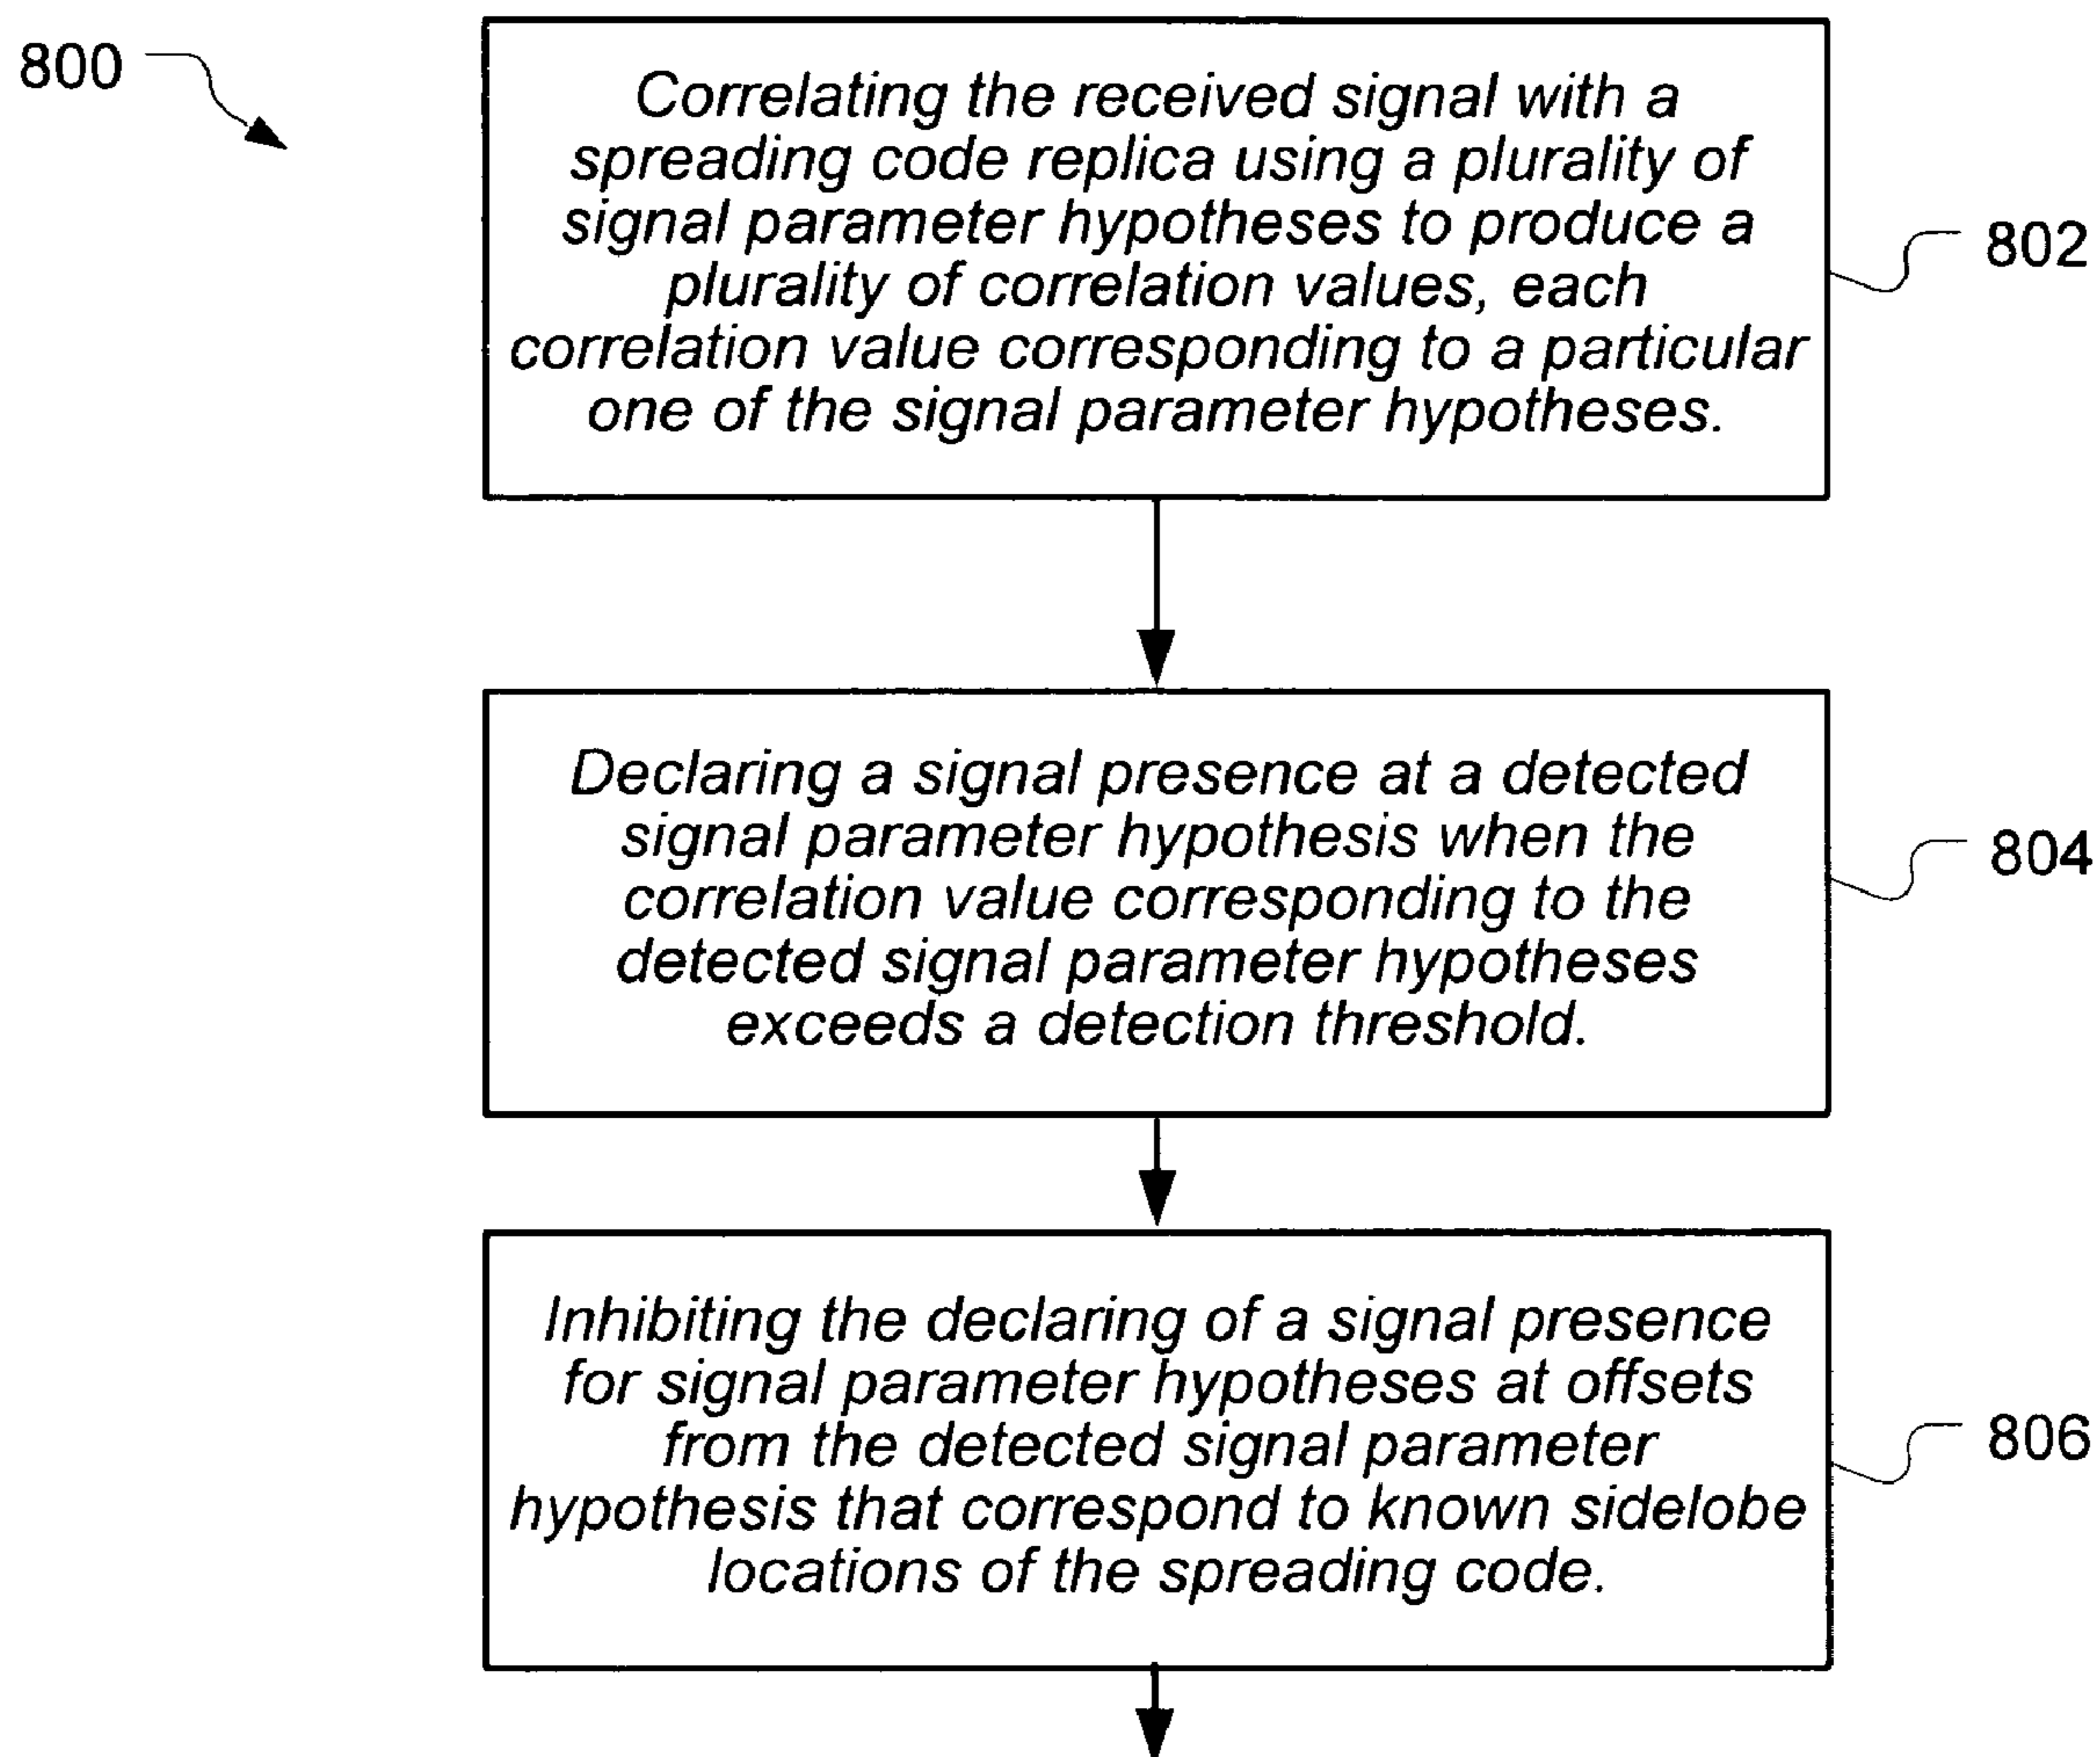 800
Correlating the received signal with a
spreading code replica using a plurality of
signal parameter hypotheses to produce a
plurality of correlation values, each
correlation value corresponding to a particular
one of the signal parameter hypotheses.
802
Declaring a signal presence at a detected
signal parameter hypothesis when the
correlation value corresponding to the
detected signal parameter hypotheses
exceeds a detection threshold.
804
Inhibiting the declaring of a signal presence
for signal parameter hypotheses at offsets
from the detected signal parameter
hypothesis that correspond to known sidelobe
locations of the spreading code.
806